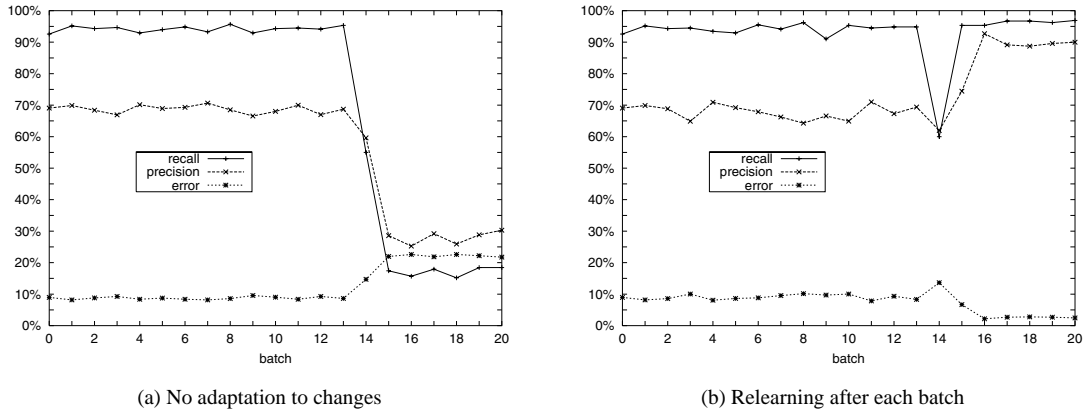 100%
90%
80%
70%
60%
50%
40%
30%
20%
10%
0%
recall
precision
error
0 2 4 6 8 10 12 14 16 18 20
batch
(a) No adaptation to changes
100%
90%
80%
70%
60%
50%
40%
30%
20%
10%
0%
recall
precision
error
0 2 4 6 8 10 12 14 16 18 20
batch
(b) Relearning after each batch